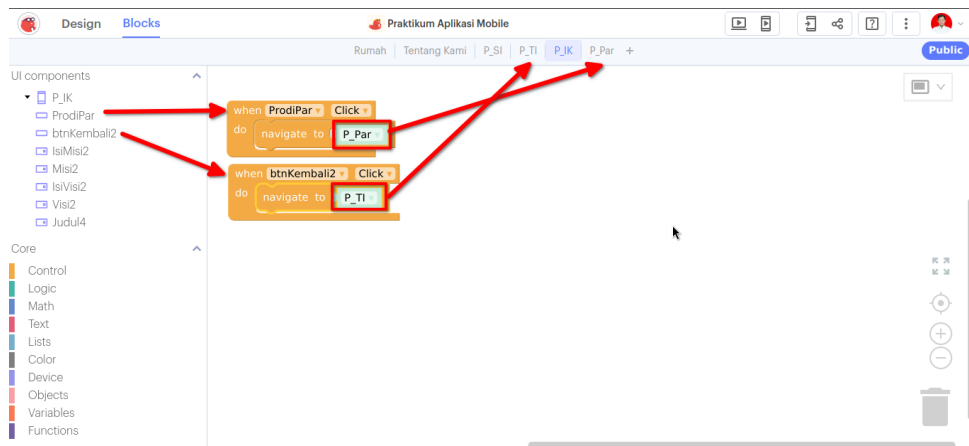 Design Blocks Praktikum Aplikasi Mobile
Rumah Tentang Kami P_SI P_TI P_IK P_Par +
Public
UI components
P_IK
ProdiPar
btnKembali2
IsiMisi2
Misi2
IsiVisi2
Visi2
Judul4
Core
Control
Logic
Math
Text
Lists
Color
Device
Objects
Variables
Functions
when ProdiPar Click
do navigate to P_Par
when btnKembali2 Click
do navigate to P_TI